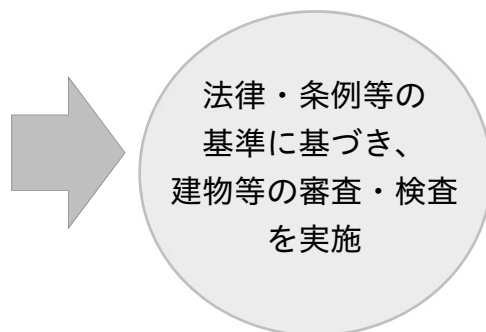 法律・条例等の
基準に基づき、
建物等の審査・検査
を実施